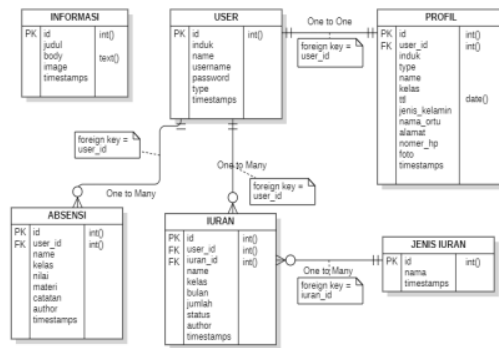 INFORMASI
PK id int()
judul
body text()
image
timestamps
USER
PK id int()
induk
name
username
password
type
timestamps
One to One
foreign key =
user_id
PROFIL
PK id int()
FK user_id int()
induk
type
name
kelas
ttl date()
jenis_kelamin
nama_ortu
alamat
nomer_hp
foto
timestamps
foreign key =
user_id
One to Many
One to Many
foreign key =
user_id
ABSENSI
PK id int()
FK user_id int()
name
kelas
nilai
materi
catatan
author
timestamps
IURAN
PK id int()
FK user_id int()
FK iuran_id int()
name
kelas
bulan
jumlah
status
author
timestamps
One to Many
foreign key =
iuran_id
JENIS IURAN
PK id int()
nama
timestamps